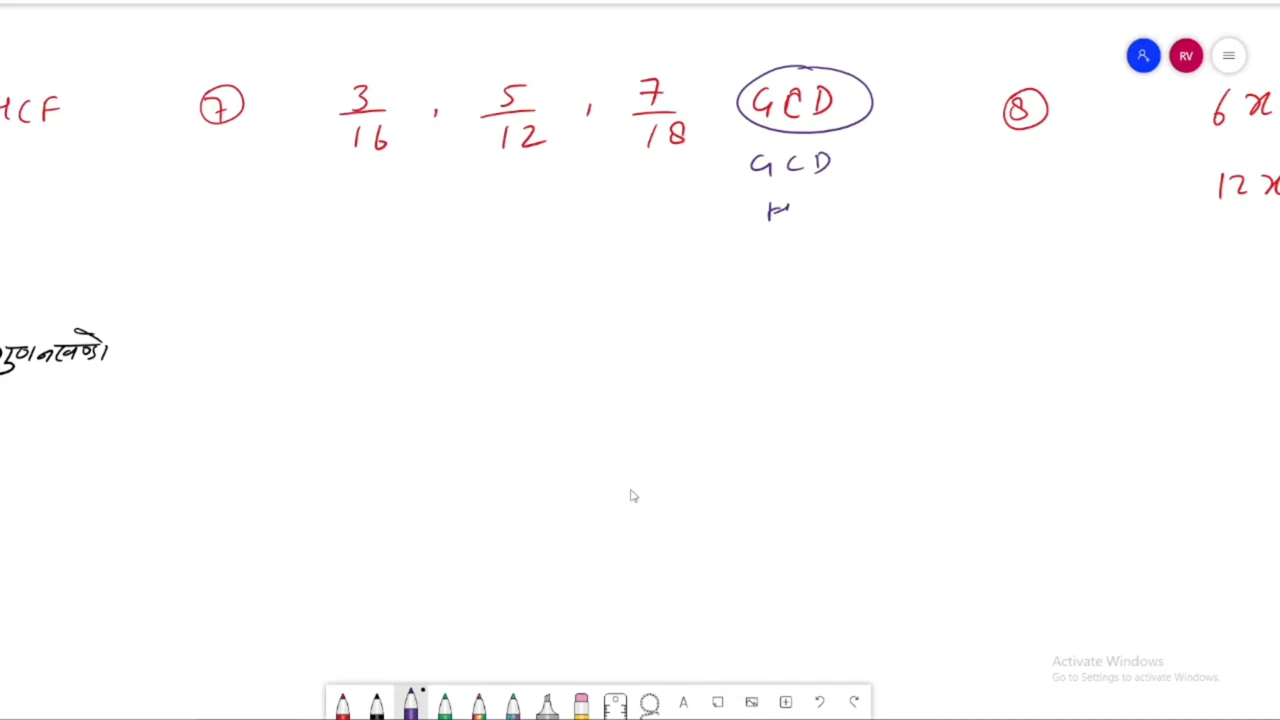 RV
HCF
⑦ 3/16 , 5/12 , 7/18 GCD
⑧ 6x
12x
GCD
H
गुणनखण्डो
A
Activate Windows
Go to Settings to activate Windows.